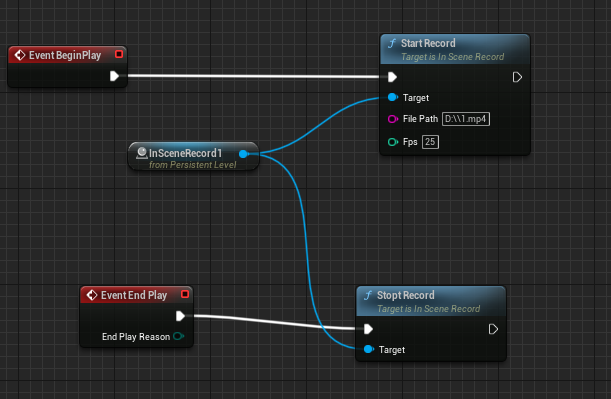 Event BeginPlay
Start Record
Target is In Scene Record
Target
File Path D:\\1.mp4
Fps 25
InSceneRecord1
from Persistent Level
Event End Play
End Play Reason
Stopt Record
Target is In Scene Record
Target